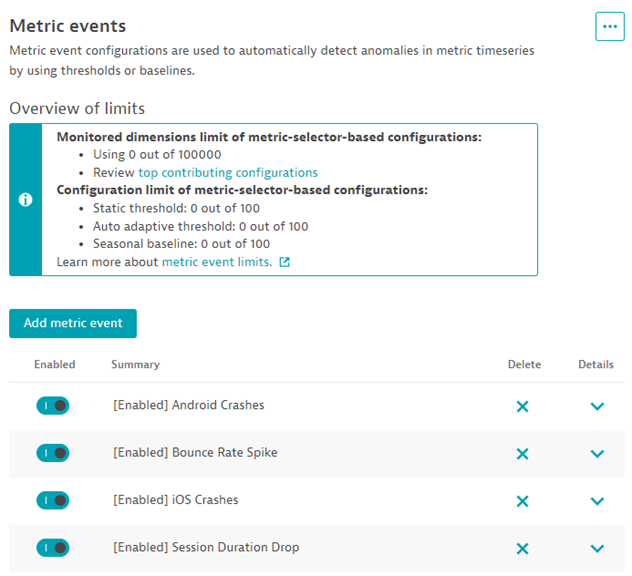 Metric events
Metric event configurations are used to automatically detect anomalies in metric timeseries
by using thresholds or baselines.
Overview of limits
Monitored dimensions limit of metric-selector-based configurations:
• Using 0 out of 100000
• Review top contributing configurations
Configuration limit of metric-selector-based configurations:
• Static threshold: 0 out of 100
• Auto adaptive threshold: 0 out of 100
• Seasonal baseline: 0 out of 100
Learn more about metric event limits.
Add metric event
Enabled Summary Delete Details
[Enabled] Android Crashes
[Enabled] Bounce Rate Spike
[Enabled] iOS Crashes
[Enabled] Session Duration Drop